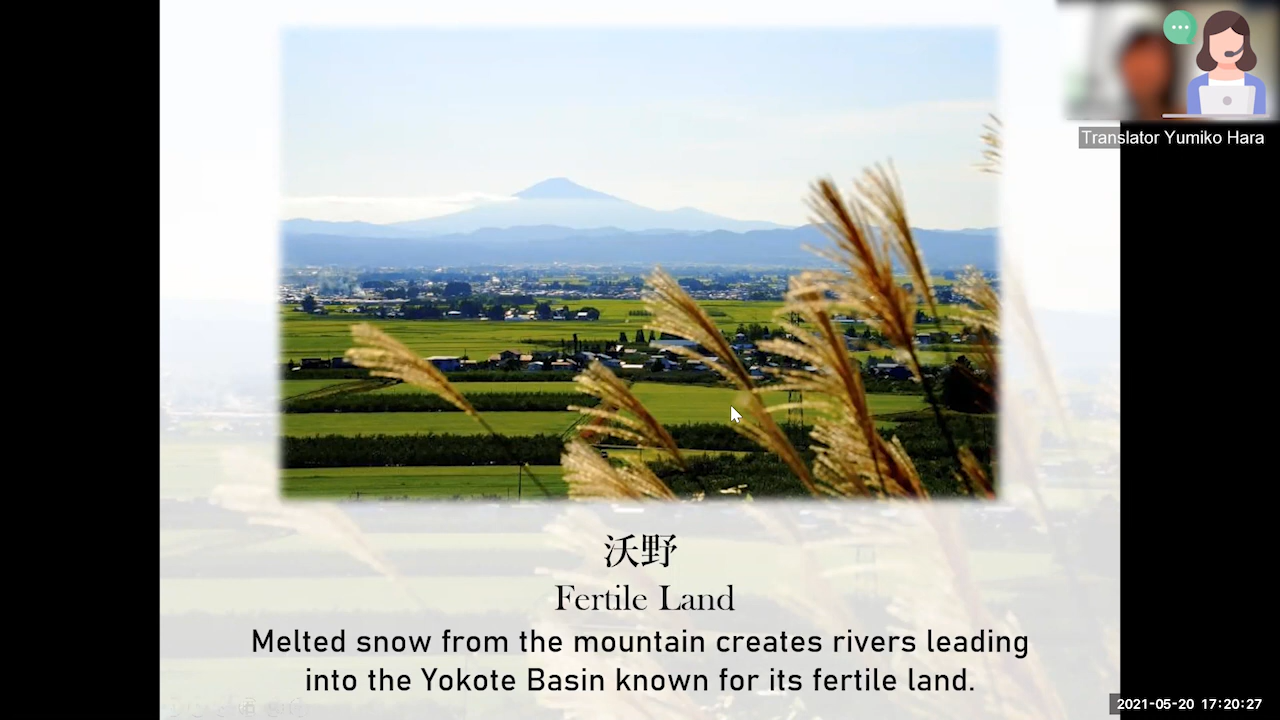 Translator Yumiko Hara
沃野
Fertile Land
Melted snow from the mountain creates rivers leading
into the Yokote Basin known for its fertile land.
2021-05-20 17:20:27